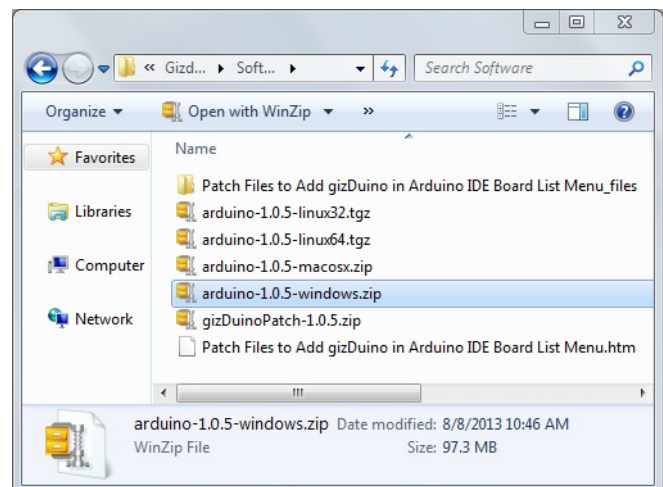 « Gizd... ▸ Soft... ▸
Search Software
Organize Open with WinZip »
Favorites
Libraries
Computer
Network
Name
Patch Files to Add gizDuino in Arduino IDE Board List Menu_files
arduino-1.0.5-linux32.tgz
arduino-1.0.5-linux64.tgz
arduino-1.0.5-macosx.zip
arduino-1.0.5-windows.zip
gizDuinoPatch-1.0.5.zip
Patch Files to Add gizDuino in Arduino IDE Board List Menu.htm
arduino-1.0.5-windows.zip Date modified: 8/8/2013 10:46 AM
WinZip File Size: 97.3 MB